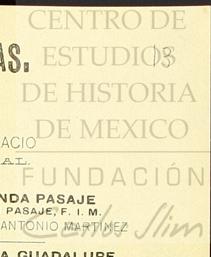 CENTRO DE
ESTUDIOS
DE HISTORIA
DE MEXICO
FUNDACIÓN
Carlos Slim
AS.
13
ACIO
AL.
NDA PASAJE
PASAJE, F. I. M.
ANTONIO MARTINEZ
A GUADALUPE